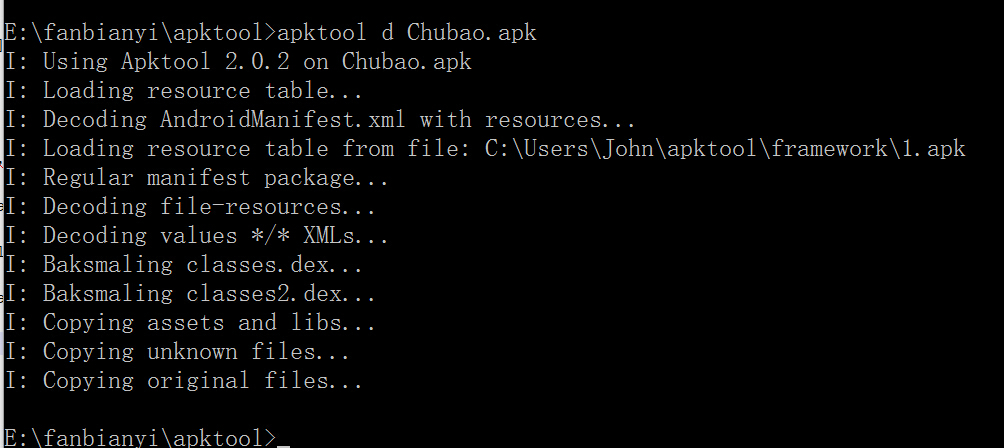 E:\fanbianyi\apktool>apktool d Chubao.apk
I: Using Apktool 2.0.2 on Chubao.apk
I: Loading resource table...
I: Decoding AndroidManifest.xml with resources...
I: Loading resource table from file: C:\Users\John\apktool\framework\1.apk
I: Regular manifest package...
I: Decoding file-resources...
I: Decoding values */* XMLs...
I: Baksmaling classes.dex...
I: Baksmaling classes2.dex...
I: Copying assets and libs...
I: Copying unknown files...
I: Copying original files...
E:\fanbianyi\apktool>_